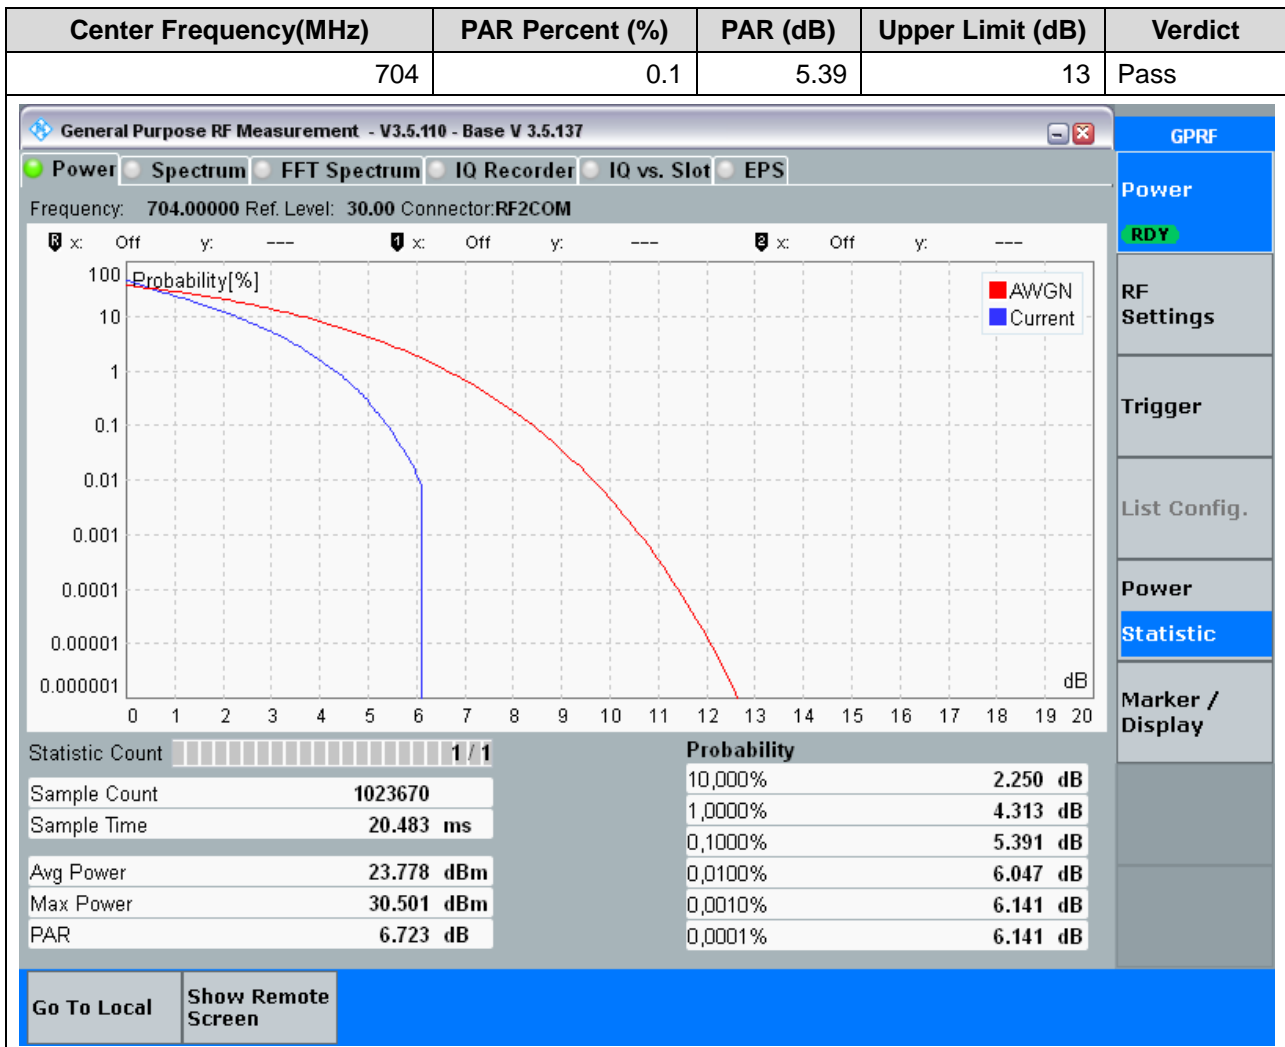 Center Frequency(MHz) PAR Percent (%) PAR (dB) Upper Limit (dB) Verdict
704 0.1 5.39 13 Pass
General Purpose RF Measurement - V3.5.110 - Base V 3.5.137
GPRF
Power Spectrum FFT Spectrum IQ Recorder IQ vs. Slot EPS
Frequency: 704.00000 Ref. Level: 30.00 Connector:RF2COM
R x: Off y: --- 1 x: Off y: --- 2 x: Off y: ---
Probability[%]
AWGN
Current
100
10
1
0.1
0.01
0.001
0.0001
0.00001
0.000001
dB
0 1 2 3 4 5 6 7 8 9 10 11 12 13 14 15 16 17 18 19 20
Statistic Count 1 / 1
Sample Count 1023670
Sample Time 20.483 ms
Avg Power 23.778 dBm
Max Power 30.501 dBm
PAR 6.723 dB
Probability
10,000% 2.250 dB
1,0000% 4.313 dB
0,1000% 5.391 dB
0,0100% 6.047 dB
0,0010% 6.141 dB
0,0001% 6.141 dB
Power
RDY
RF
Settings
Trigger
List Config.
Power
Statistic
Marker /
Display
Go To Local
Show Remote
Screen